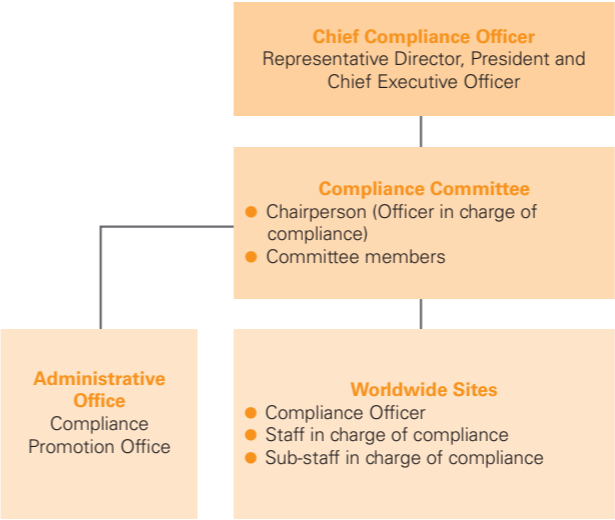 Chief Compliance Officer
Representative Director, President and
Chief Executive Officer
Compliance Committee
● Chairperson (Officer in charge of
compliance)
● Committee members
Administrative
Office
Compliance
Promotion Office
Worldwide Sites
● Compliance Officer
● Staff in charge of compliance
● Sub-staff in charge of compliance